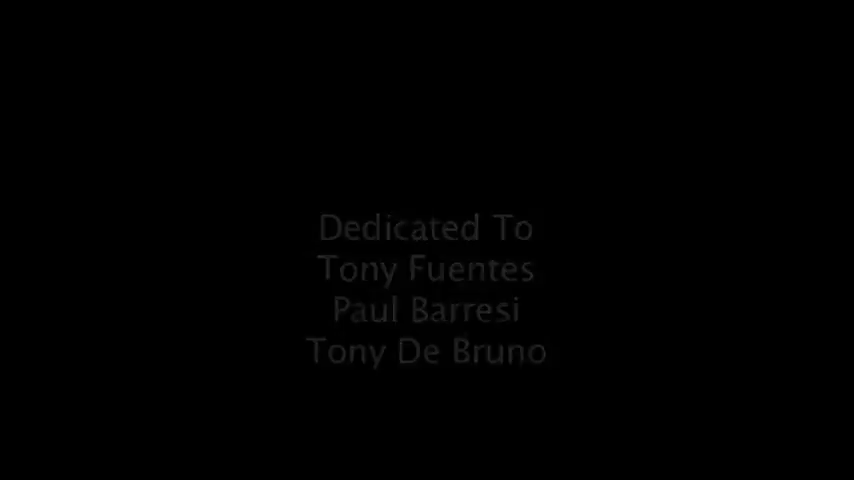 Dedicated To
Tony Fuentes
Paul Barresi
Tony De Bruno